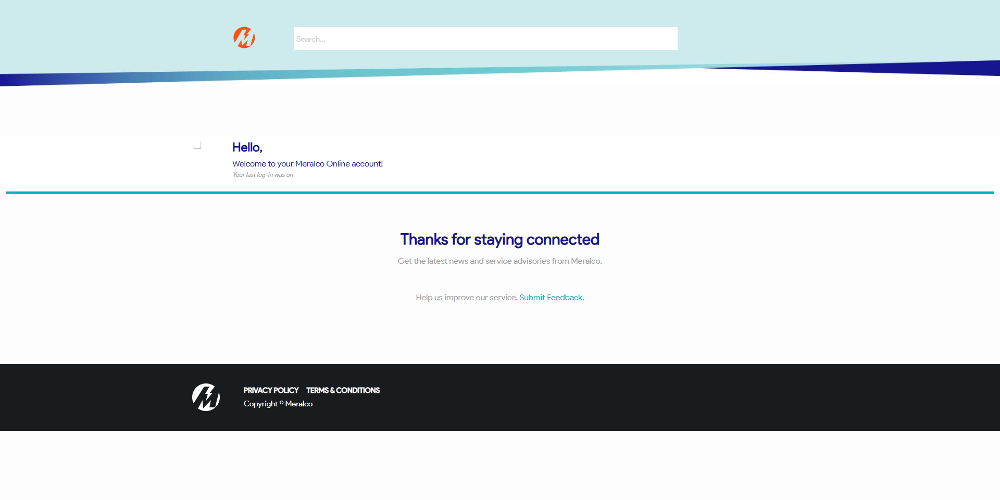 Search...
Hello,
Welcome to your Meralco Online account!
Your last log-in was on
Thanks for staying connected
Get the latest news and service advisories from Meralco.
Help us improve our service. Submit Feedback.
PRIVACY POLICY TERMS & CONDITIONS
Copyright © Meralco